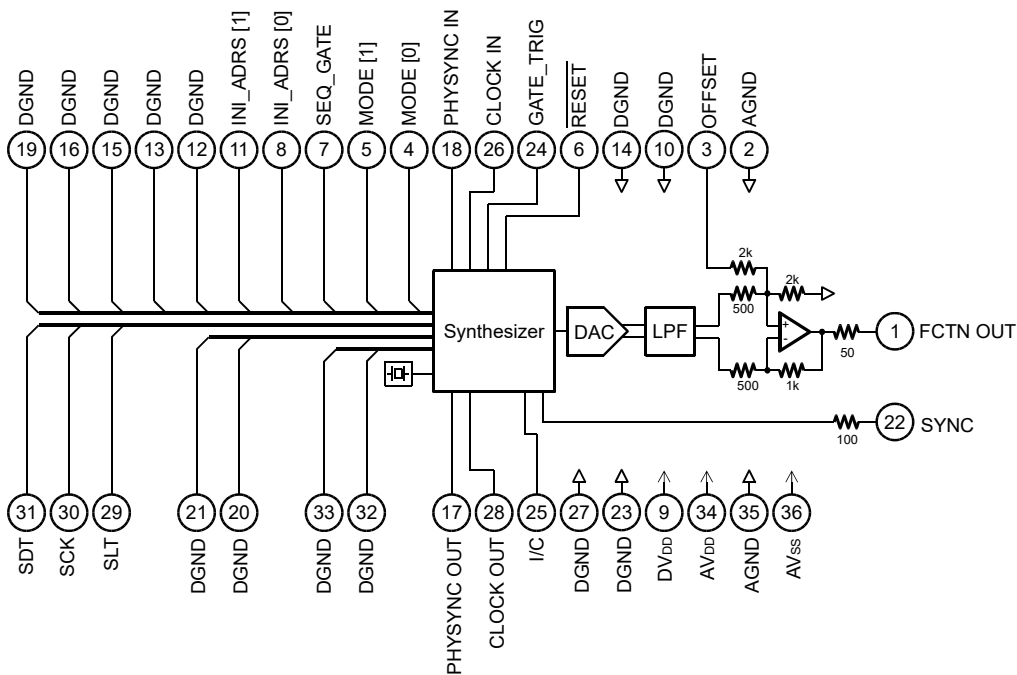 DGND
DGND
DGND
DGND
DGND
INI_ADRS [1]
INI_ADRS [0]
SEQ_GATE
MODE [1]
MODE [0]
PHYSYNC IN
CLOCK IN
GATE_TRIG
RESET
DGND
DGND
OFFSET
AGND
19
16
15
13
12
11
8
7
5
4
18
26
24
6
14
10
3
2
2k
2k
500
Synthesizer
DAC
LPF
+
-
50
1
FCTN OUT
500
1k
100
22
SYNC
31
30
29
21
20
33
32
17
28
25
27
23
9
34
35
36
SDT
SCK
SLT
DGND
DGND
DGND
DGND
PHYSYNC OUT
CLOCK OUT
I/C
DGND
DGND
DVDD
AVDD
AGND
AVSS